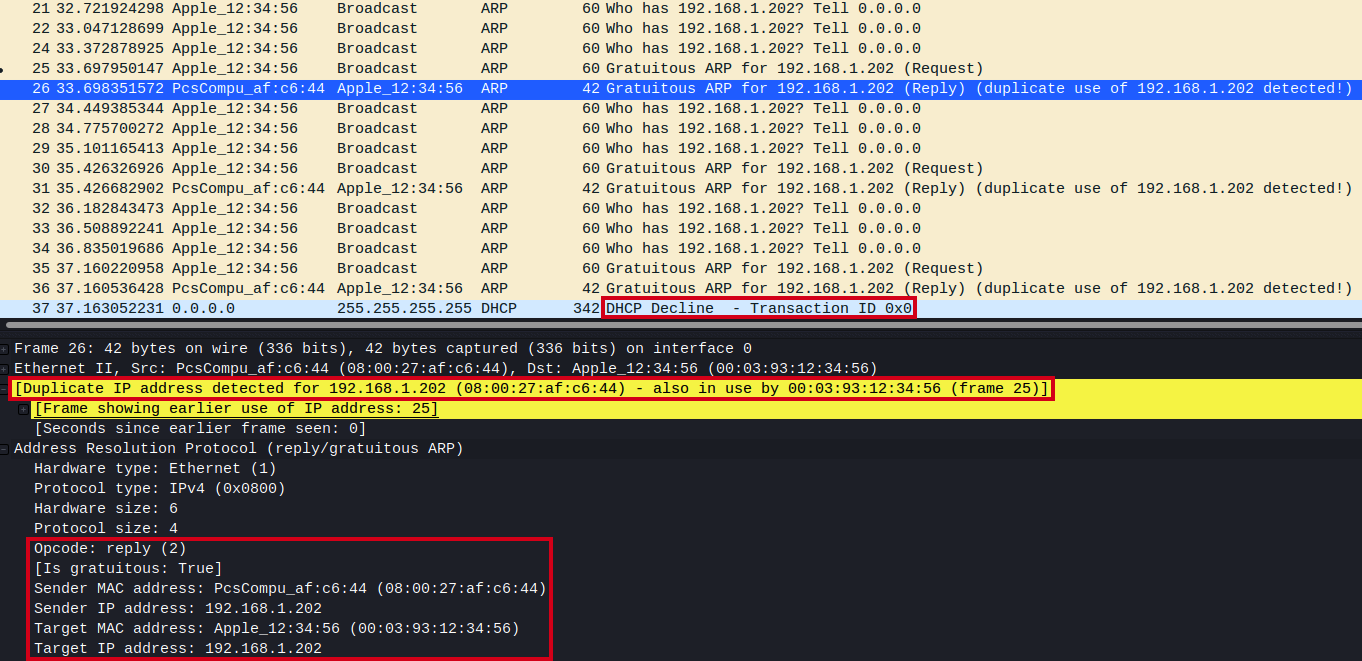 21 32.721924298 Apple_12:34:56 Broadcast ARP 60 Who has 192.168.1.202? Tell 0.0.0.0
22 33.047128699 Apple_12:34:56 Broadcast ARP 60 Who has 192.168.1.202? Tell 0.0.0.0
24 33.372878925 Apple_12:34:56 Broadcast ARP 60 Who has 192.168.1.202? Tell 0.0.0.0
25 33.697950147 Apple_12:34:56 Broadcast ARP 60 Gratuitous ARP for 192.168.1.202 (Request)
26 33.698351572 PcsCompu_af:c6:44 Apple_12:34:56 ARP 42 Gratuitous ARP for 192.168.1.202 (Reply) (duplicate use of 192.168.1.202 detected!)
27 34.449385344 Apple_12:34:56 Broadcast ARP 60 Who has 192.168.1.202? Tell 0.0.0.0
28 34.775700272 Apple_12:34:56 Broadcast ARP 60 Who has 192.168.1.202? Tell 0.0.0.0
29 35.101165413 Apple_12:34:56 Broadcast ARP 60 Who has 192.168.1.202? Tell 0.0.0.0
30 35.426326926 Apple_12:34:56 Broadcast ARP 60 Gratuitous ARP for 192.168.1.202 (Request)
31 35.426682902 PcsCompu_af:c6:44 Apple_12:34:56 ARP 42 Gratuitous ARP for 192.168.1.202 (Reply) (duplicate use of 192.168.1.202 detected!)
32 36.182843473 Apple_12:34:56 Broadcast ARP 60 Who has 192.168.1.202? Tell 0.0.0.0
33 36.508892241 Apple_12:34:56 Broadcast ARP 60 Who has 192.168.1.202? Tell 0.0.0.0
34 36.835019686 Apple_12:34:56 Broadcast ARP 60 Who has 192.168.1.202? Tell 0.0.0.0
35 37.160220958 Apple_12:34:56 Broadcast ARP 60 Gratuitous ARP for 192.168.1.202 (Request)
36 37.160536428 PcsCompu_af:c6:44 Apple_12:34:56 ARP 42 Gratuitous ARP for 192.168.1.202 (Reply) (duplicate use of 192.168.1.202 detected!)
37 37.163052231 0.0.0.0 255.255.255.255 DHCP 342 DHCP Decline - Transaction ID 0x0
Frame 26: 42 bytes on wire (336 bits), 42 bytes captured (336 bits) on interface 0
Ethernet II, Src: PcsCompu_af:c6:44 (08:00:27:af:c6:44), Dst: Apple_12:34:56 (00:03:93:12:34:56)
[Duplicate IP address detected for 192.168.1.202 (08:00:27:af:c6:44) - also in use by 00:03:93:12:34:56 (frame 25)]
[Frame showing earlier use of IP address: 25]
[Seconds since earlier frame seen: 0]
Address Resolution Protocol (reply/gratuitous ARP)
Hardware type: Ethernet (1)
Protocol type: IPv4 (0x0800)
Hardware size: 6
Protocol size: 4
Opcode: reply (2)
[Is gratuitous: True]
Sender MAC address: PcsCompu_af:c6:44 (08:00:27:af:c6:44)
Sender IP address: 192.168.1.202
Target MAC address: Apple_12:34:56 (00:03:93:12:34:56)
Target IP address: 192.168.1.202